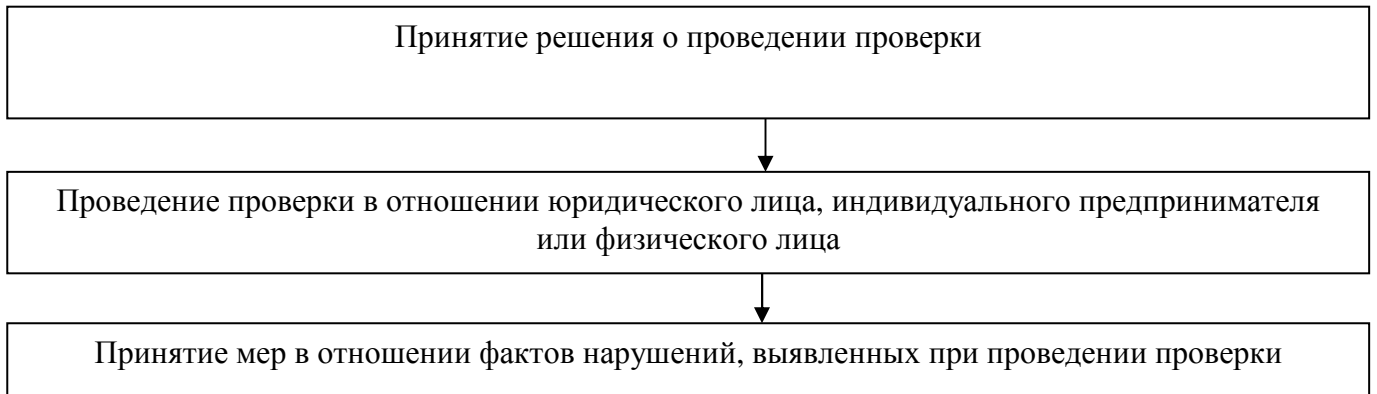 Принятие решения о проведении проверки
Проведение проверки в отношении юридического лица, индивидуального предпринимателя
или физического лица
Принятие мер в отношении фактов нарушений, выявленных при проведении проверки